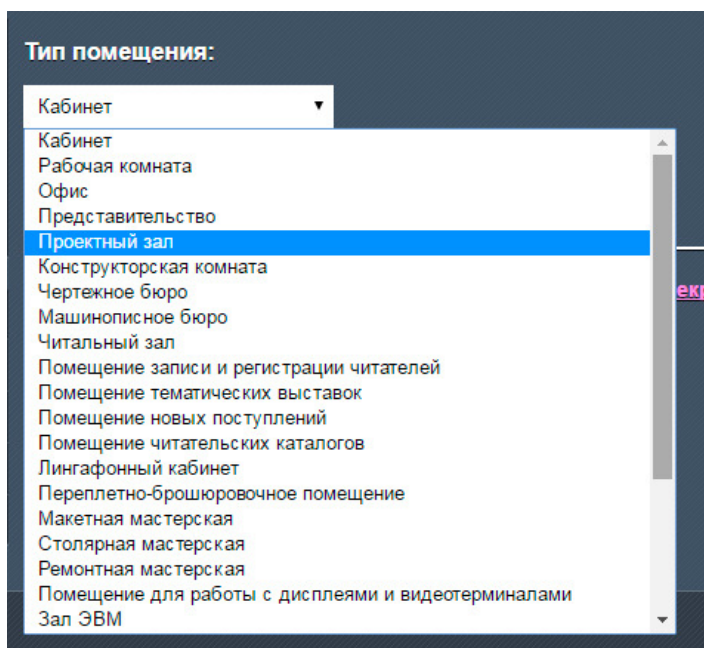 Тип помещения:
Кабинет
Кабинет
Рабочая комната
Офис
Представительство
Проектный зал
Конструкторская комната
Чертежное бюро
Машинописное бюро
Читальный зал
Помещение записи и регистрации читателей
Помещение тематических выставок
Помещение новых поступлений
Помещение читательских каталогов
Лингафонный кабинет
Переплетно-брошюровочное помещение
Макетная мастерская
Столярная мастерская
Ремонтная мастерская
Помещение для работы с дисплеями и видеотерминалами
Зал ЭВМ